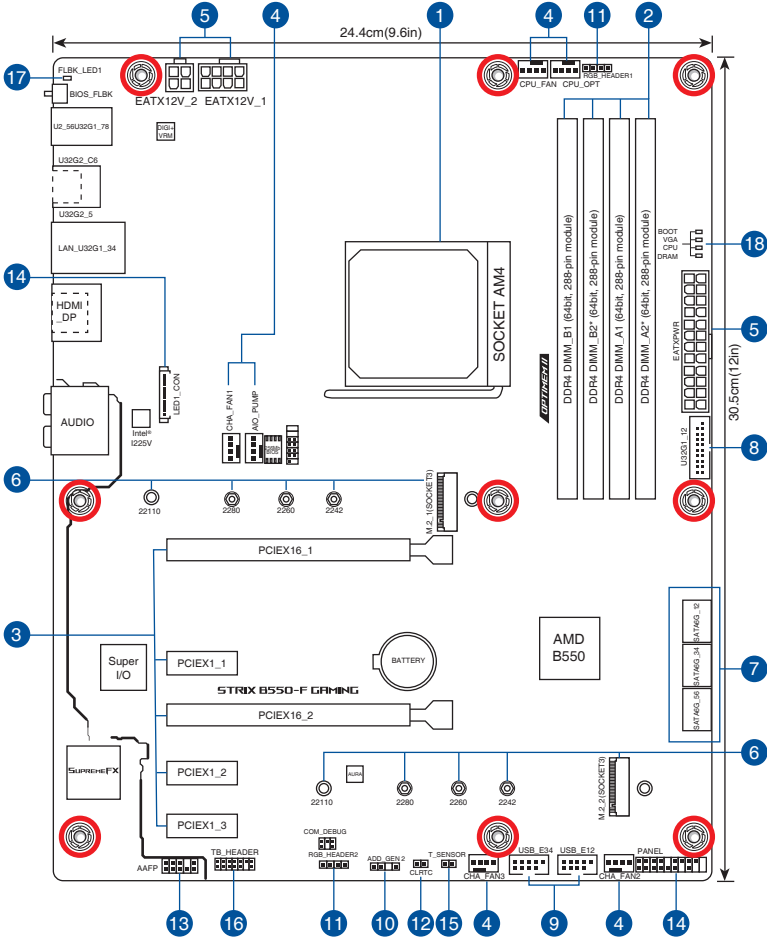 5
4
1
4
11
2
24.4cm(9.6in)
17
FLBK_LED1
BIOS_FLBK
EATX12V_2
EATX12V_1
CPU_FAN
CPU_OPT
RGB_HEADER1
U2_56U32G1_78
DIGI+
VRM
U32G2_C6
U32G2_5
LAN_U32G1_34
14
HDMI
_DP
LED1_CON
4
SOCKET AM4
DDR4 DIMM_B1 (64bit, 288-pin module)
DDR4 DIMM_B2* (64bit, 288-pin module)
DDR4 DIMM_A1 (64bit, 288-pin module)
DDR4 DIMM_A2* (64bit, 288-pin module)
BOOT
VGA
CPU
DRAM
18
EATXPWR
5
30.5cm(12in)
OPTIMEM II
AUDIO
Intel®
I225V
CHA_FAN1
AIO_PUMP
256Mb
BIOS
U32G1_12
8
6
22110
2280
2260
2242
M.2_1(SOCKET3)
PCIEX16_1
3
Super
I/O
PCIEX1_1
BATTERY
AMD
B550
SATA6G_12
SATA6G_34
SATA6G_56
7
STRIX B550-F GAMING
PCIEX16_2
SUPREMEFX
PCIEX1_2
AURA
22110
2280
2260
2242
M.2_2(SOCKET3)
6
PCIEX1_3
COM_DEBUG
AAFP
TB_HEADER
RGB_HEADER2
ADD_GEN 2
CLRTC
T_SENSOR
CHA_FAN3
USB_E34
USB_E12
CHA_FAN2
PANEL
13
16
11
10
12
15
4
9
4
14